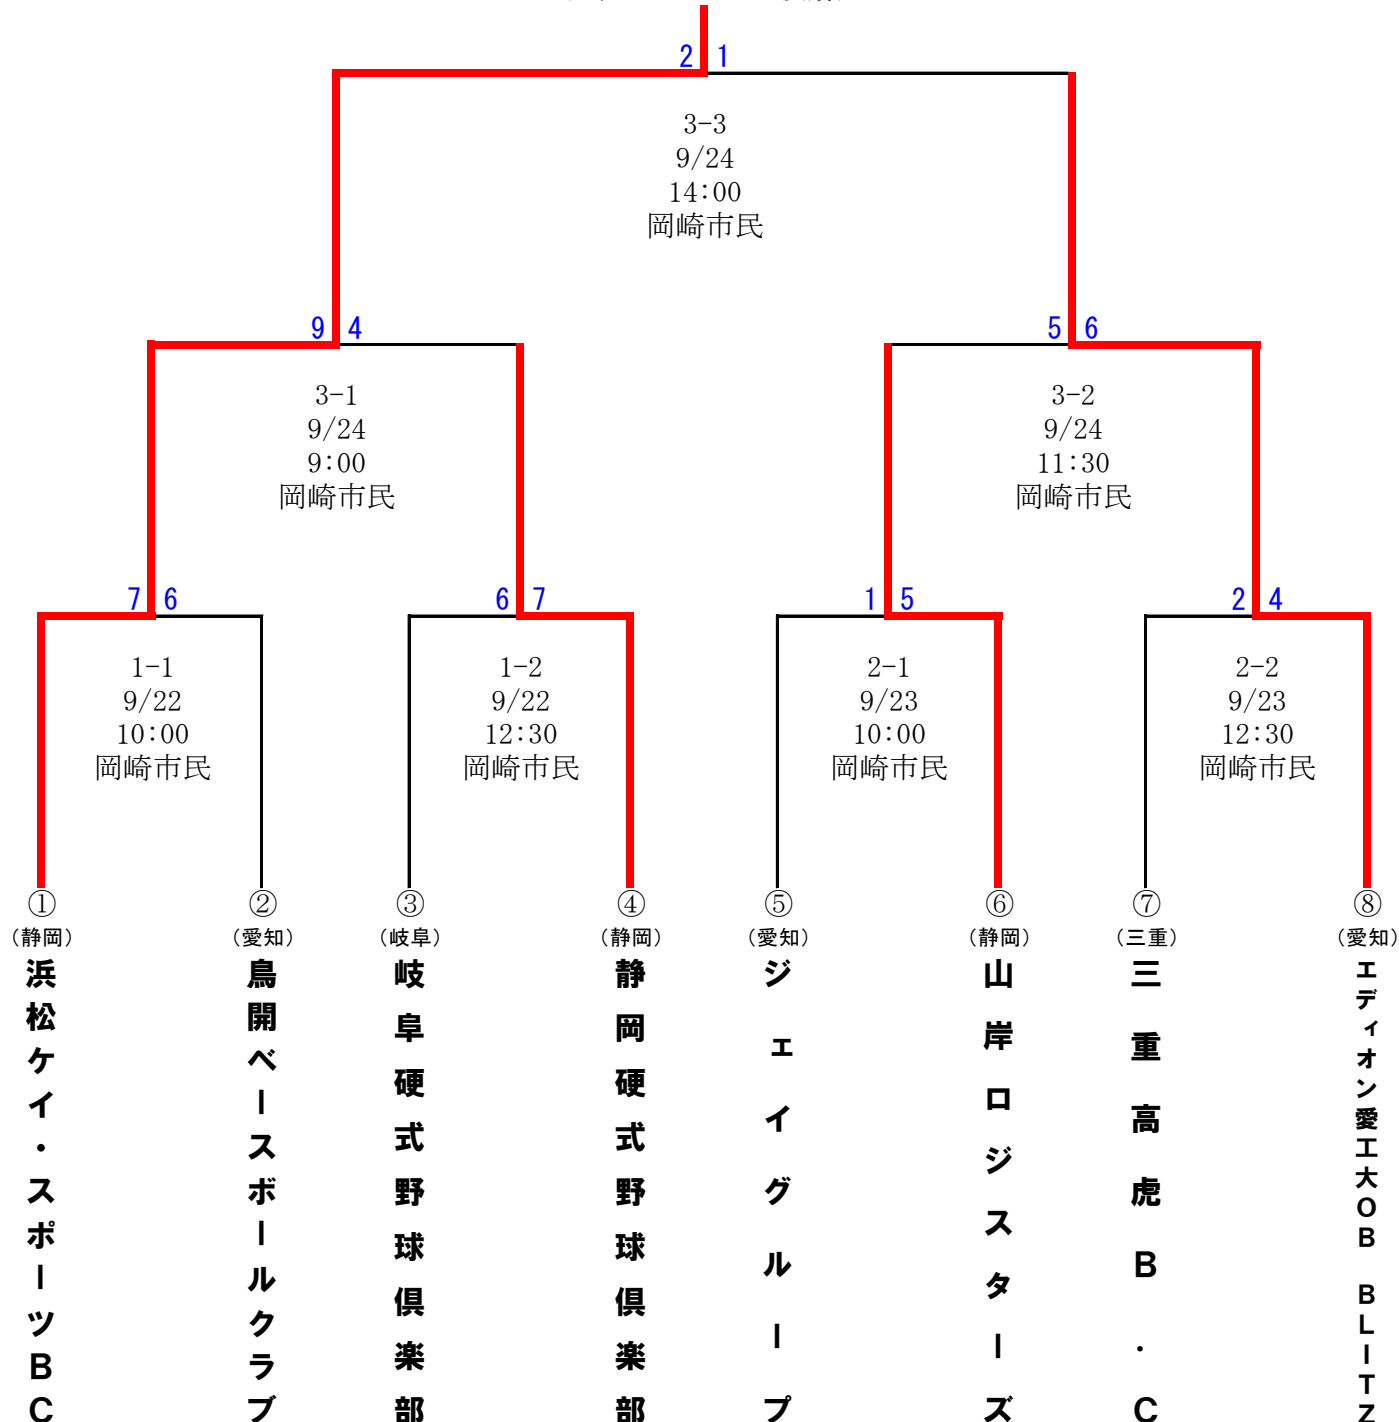 2 1
3-3
9/24
14:00
岡崎市民
9 4
5 6
3-1
9/24
9:00
岡崎市民
3-2
9/24
11:30
岡崎市民
7 6
6 7
1 5
2 4
1-1
9/22
10:00
岡崎市民
1-2
9/22
12:30
岡崎市民
2-1
9/23
10:00
岡崎市民
2-2
9/23
12:30
岡崎市民
①
(静岡)
浜松ケイ・スポーツBC
②
(愛知)
鳥開ベースボールクラブ
③
(岐阜)
岐阜硬式野球倶楽部
④
(静岡)
静岡硬式野球倶楽部
⑤
(愛知)
ジェイグループ
⑥
(静岡)
山岸ロジスターズ
⑦
(三重)
三重高虎B.C
⑧
(愛知)
エディオン愛工大OB BLITZ